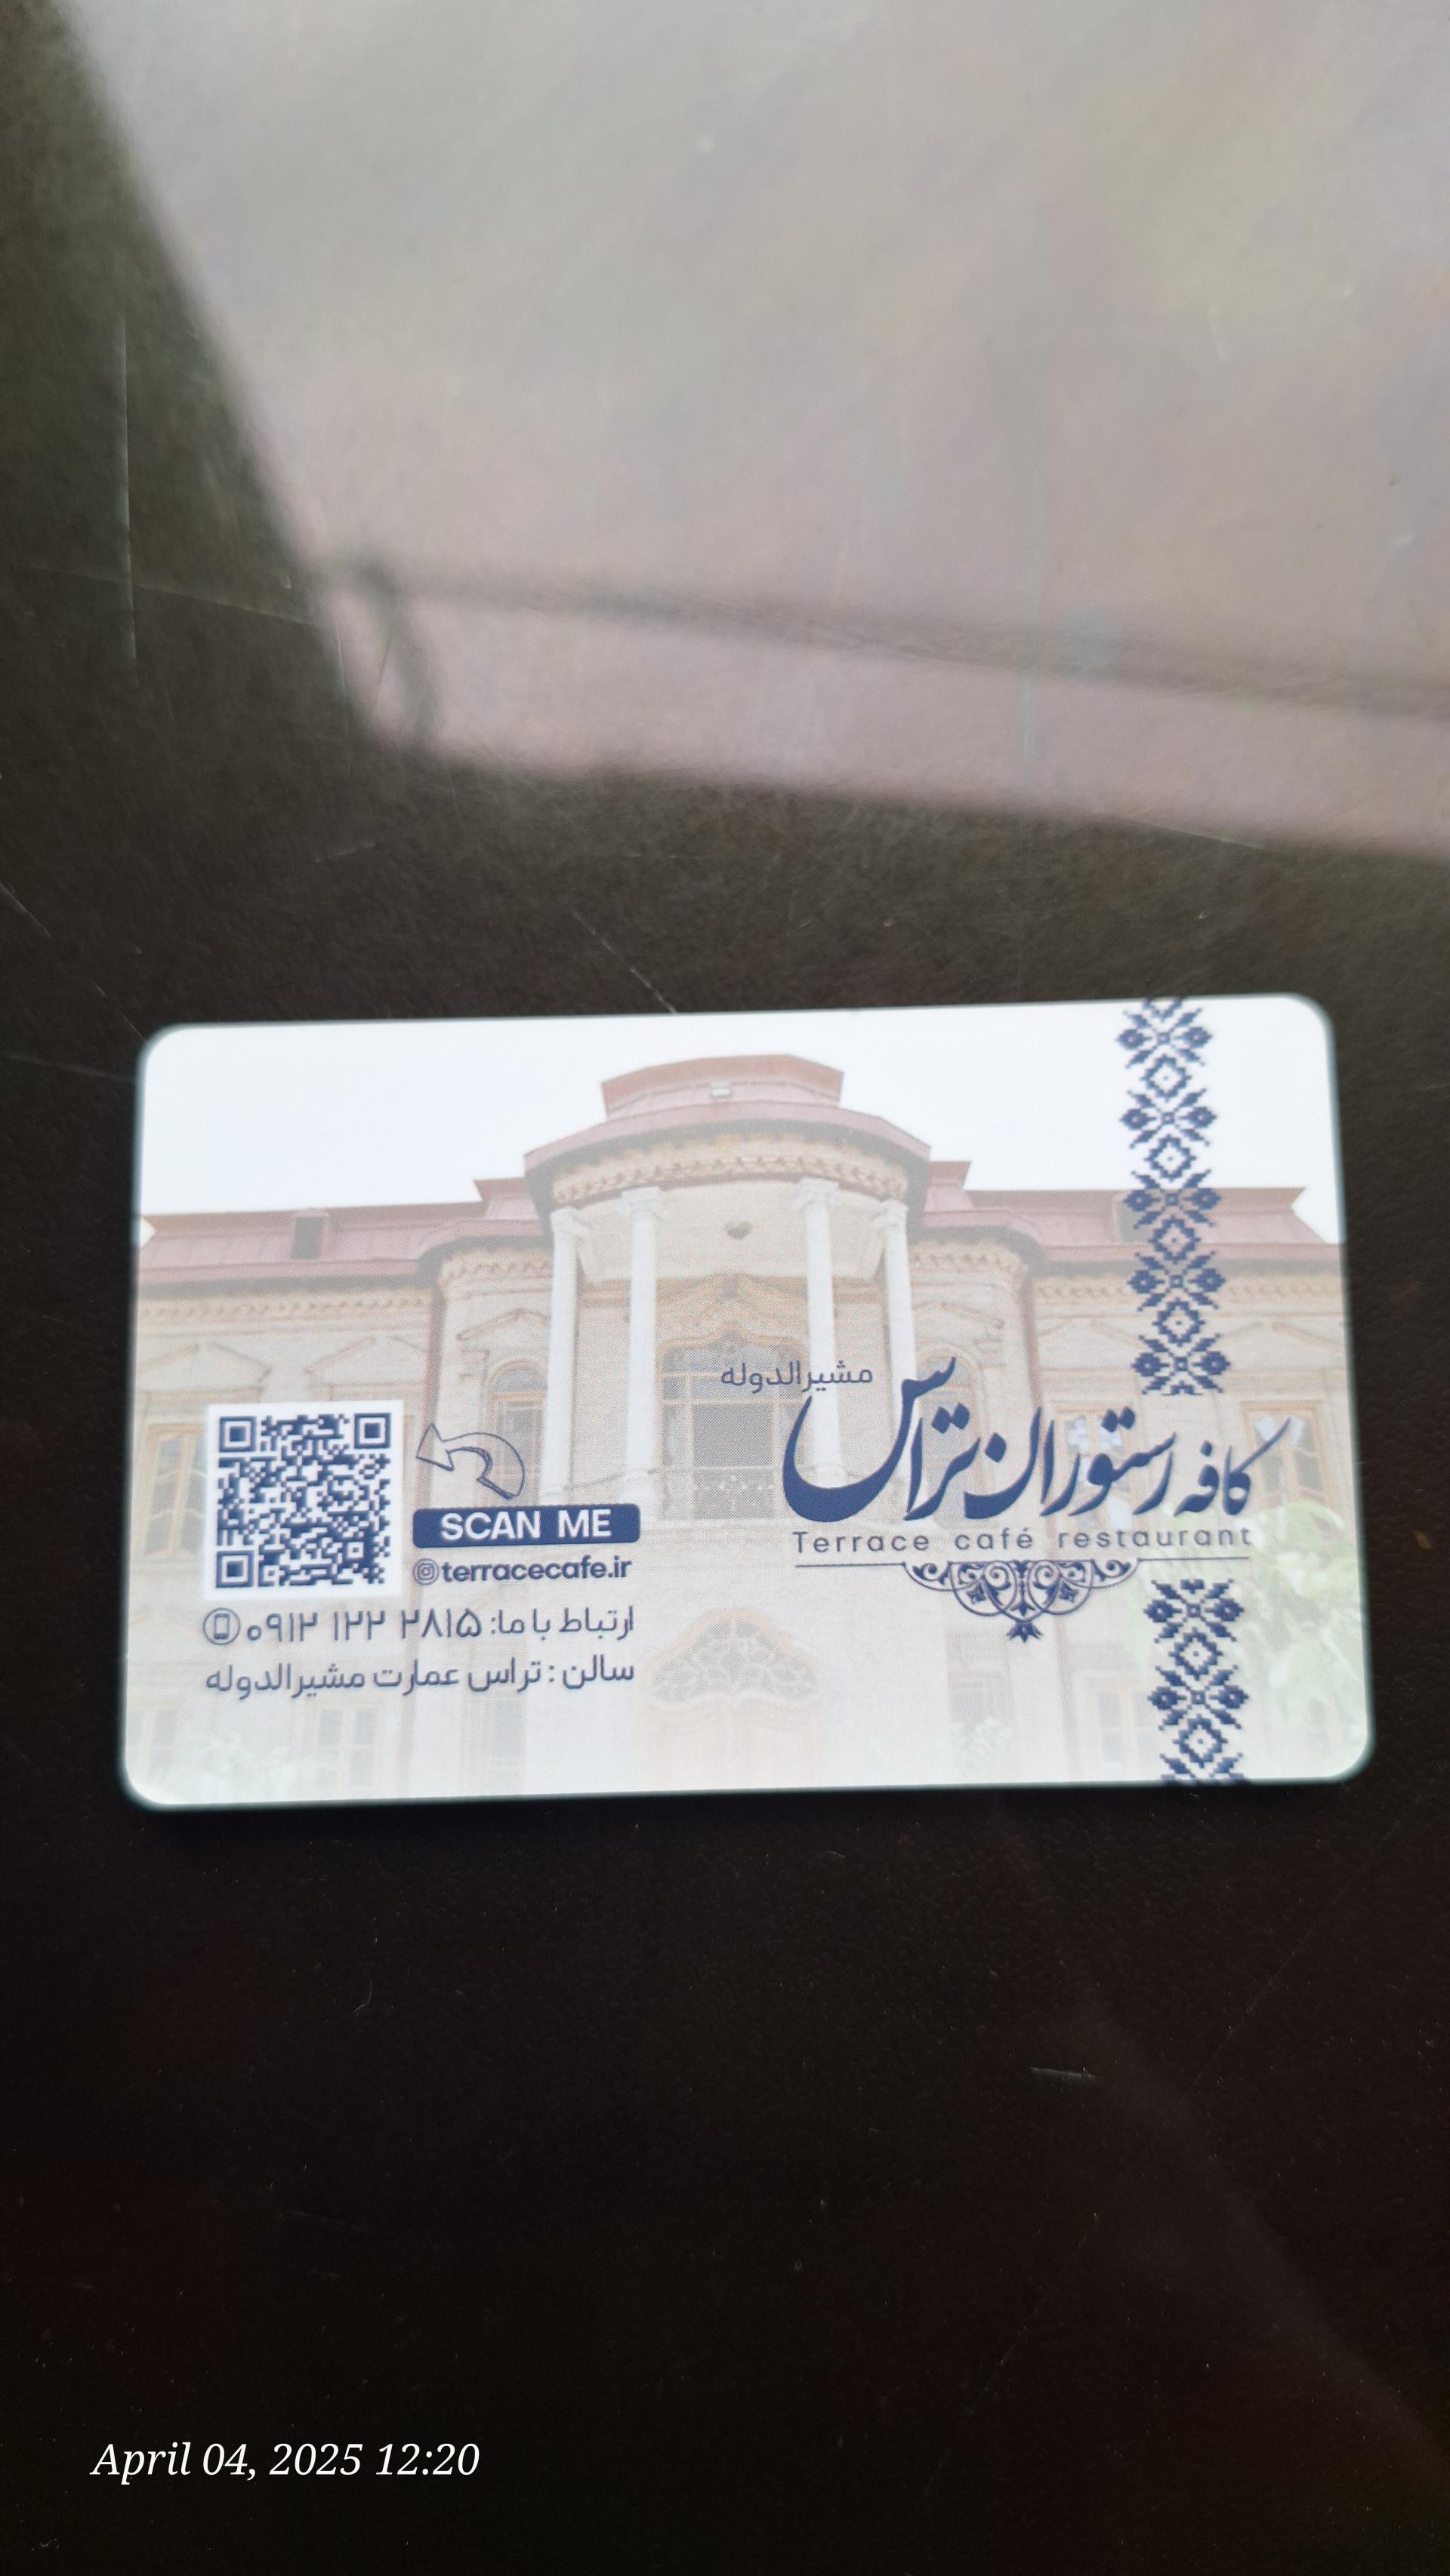 مشیرالدوله
کافه رستوران تراس
Terrace café restaurant
SCAN ME
@terracecafe.ir
ارتباط با ما: ۰۹۱۲ ۱۲۲ ۲۸۱۵
سالن : تراس عمارت مشیرالدوله
April 04, 2025 12:20